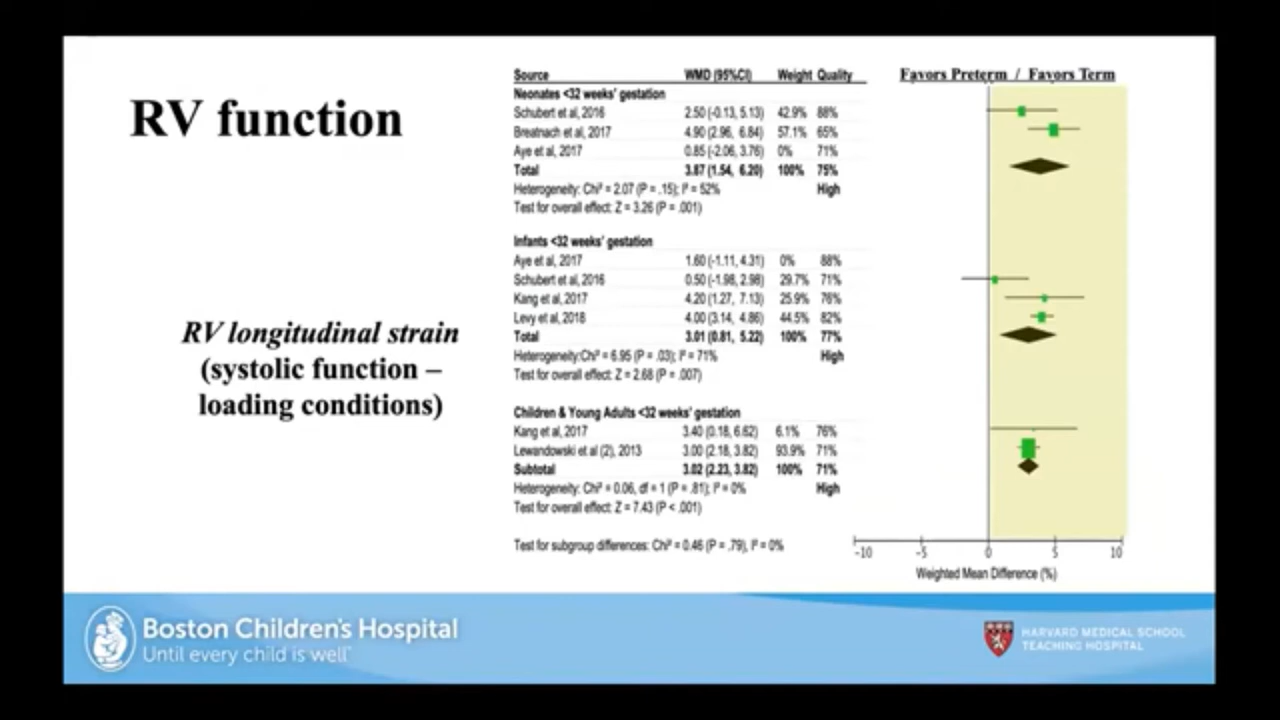 RV function
RV longitudinal strain
(systolic function –
loading conditions)
Source WMD (95%CI) Weight Quality
Neonates <32 weeks' gestation
Schubert et al, 2016 2.50 (-0.13, 5.13) 42.9% 88%
Breatnach et al, 2017 4.90 (2.96, 6.84) 57.1% 65%
Aye et al, 2017 0.85 (-2.06, 3.76) 0% 71%
Total 3.87 (1.54, 6.20) 100% 75%
Heterogeneity: Chi² = 2.07 (P = .15); I² = 52% High
Test for overall effect: Z = 3.26 (P = .001)
Infants <32 weeks' gestation
Aye et al, 2017 1.60 (-1.11, 4.31) 0% 88%
Schubert et al, 2016 0.50 (-1.98, 2.98) 29.7% 71%
Kang et al, 2017 4.20 (1.27, 7.13) 25.9% 76%
Levy et al, 2018 4.00 (3.14, 4.86) 44.5% 82%
Total 3.01 (0.81, 5.22) 100% 77%
Heterogeneity:Chi² = 6.95 (P = .03); I² = 71% High
Test for overall effect: Z = 2.68 (P = .007)
Children & Young Adults <32 weeks' gestation
Kang et al, 2017 3.40 (0.18, 6.62) 6.1% 76%
Lewandowski et al (2), 2013 3.00 (2.18, 3.82) 93.9% 71%
Subtotal 3.02 (2.23, 3.82) 100% 71%
Heterogeneity: Chi² = 0.06, df = 1 (P = .81); I² = 0% High
Test for overall effect: Z = 7.43 (P < .001)
Test for subgroup differences: Chi² = 0.46 (P = .79), I² = 0%
Favors Preterm / Favors Term
-10 -5 0 5 10
Weighted Mean Difference (%)
Boston Children's Hospital
Until every child is well™
HARVARD MEDICAL SCHOOL
TEACHING HOSPITAL